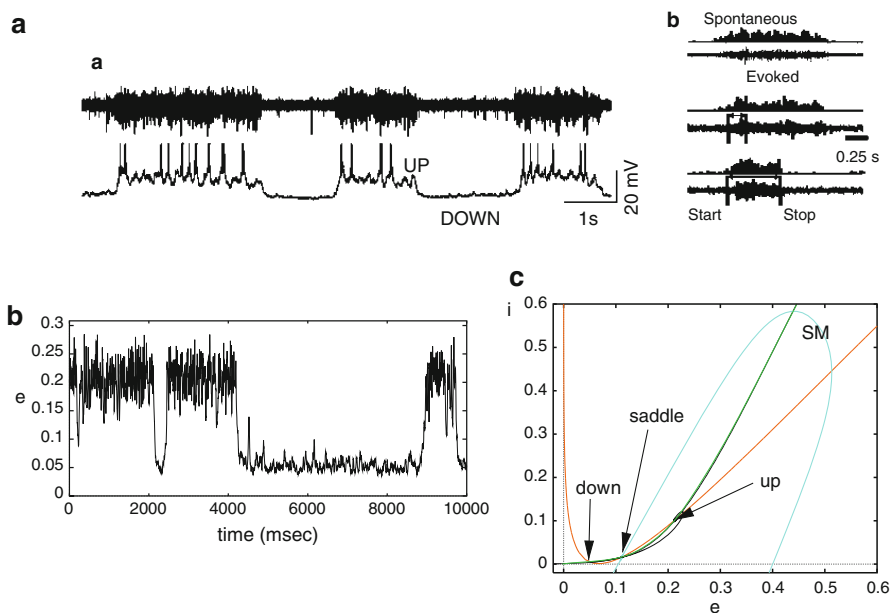 a
a
UP
DOWN
1s
20 mV
b
Spontaneous
Evoked
0.25 s
Start Stop
b
0.3
0.25
0.2
e
0.15
0.1
0.05
0
0 2000 4000 6000 8000 10000
time (msec)
c
i
0.6
0.5
0.4
0.3
0.2
0.1
0
SM
saddle
down
up
0 0.1 0.2 0.3 0.4 0.5 0.6
e